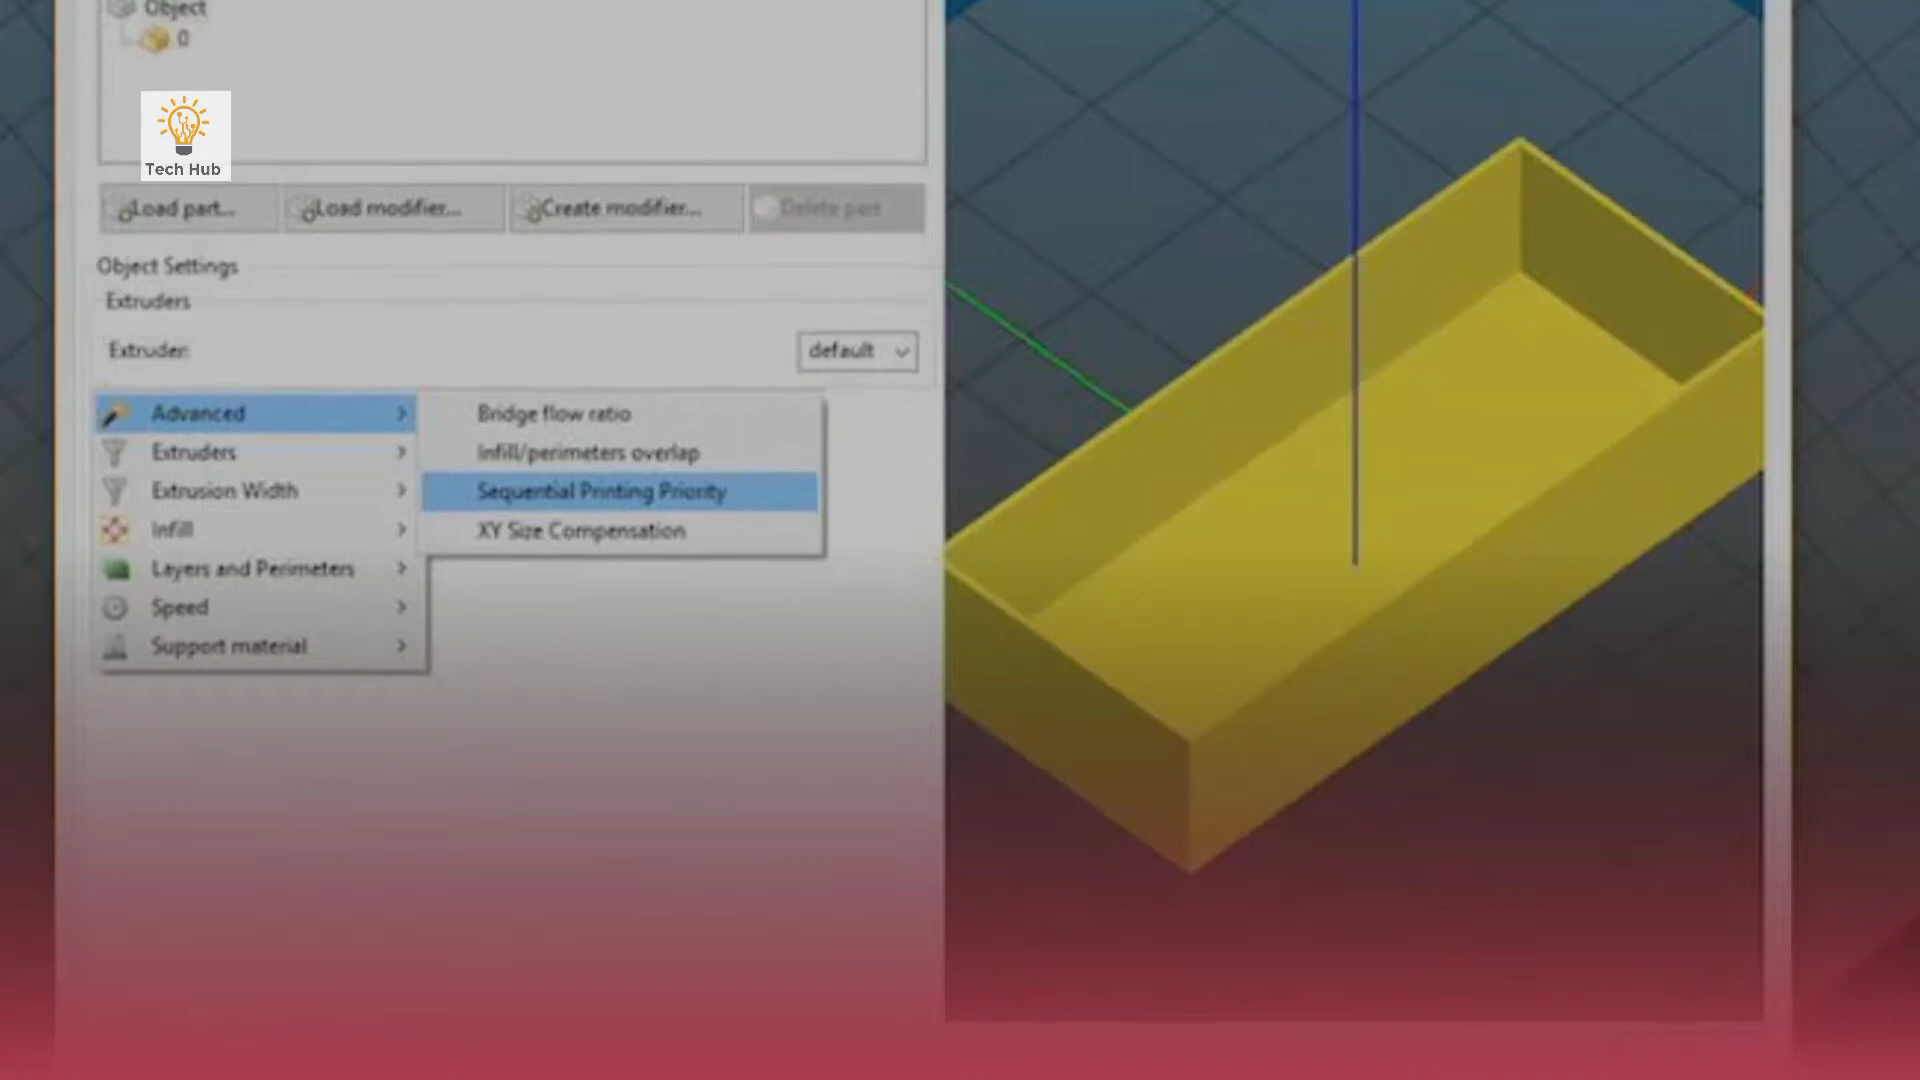 Object
0
Tech Hub
Load part...
Load modifier...
Create modifier...
Delete part
Object Settings
Extruders
Extruder:
default
Advanced
Bridge flow ratio
Extruders
Infill/perimeters overlap
Extrusion Width
Sequential Printing Priority
Infill
XY Size Compensation
Layers and Perimeters
Speed
Support material